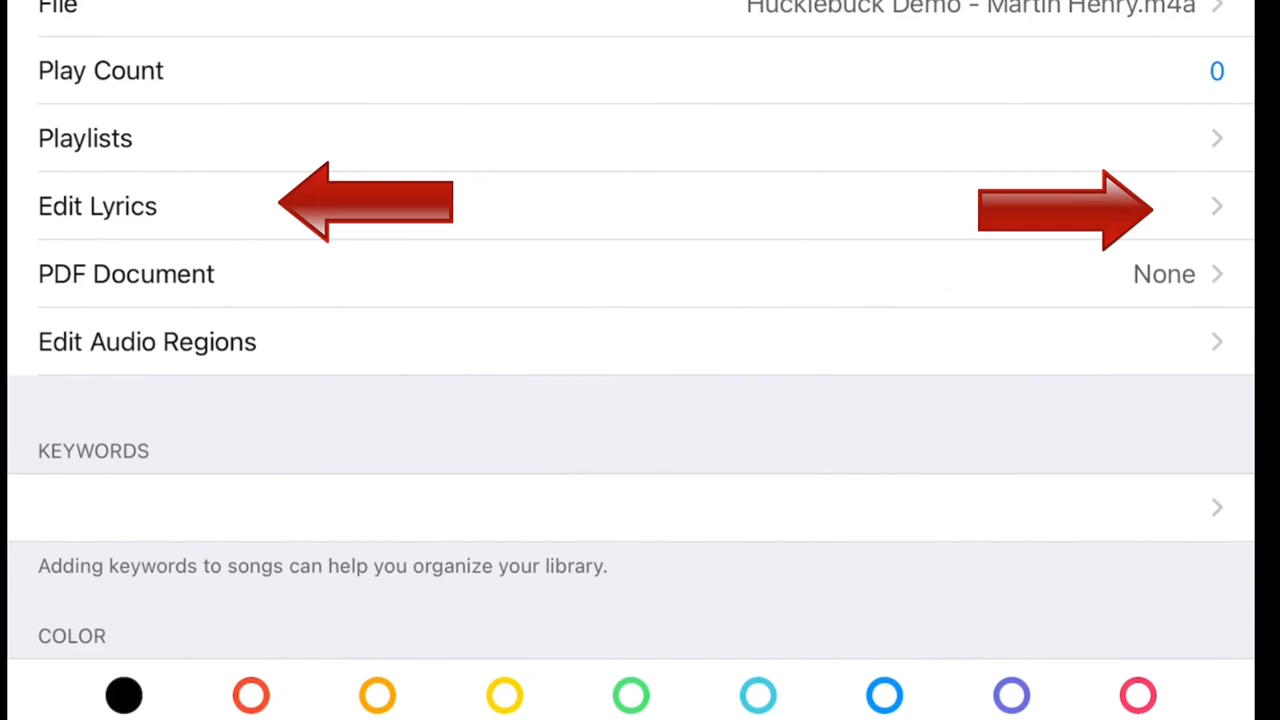 File
Hucklebuck Demo - Martin Henry.m4a
Play Count
0
Playlists
Edit Lyrics
PDF Document
None
Edit Audio Regions
KEYWORDS
Adding keywords to songs can help you organize your library.
COLOR